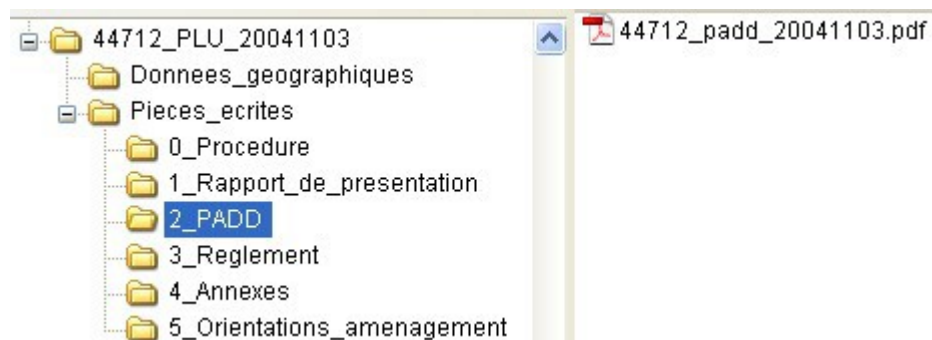 44712_PLU_20041103
Donnees_geographiques
Pieces_ecrites
0_Procedure
1_Rapport_de_presentation
2_PADD
3_Reglement
4_Annexes
5_Orientations_amenagement
44712_padd_20041103.pdf